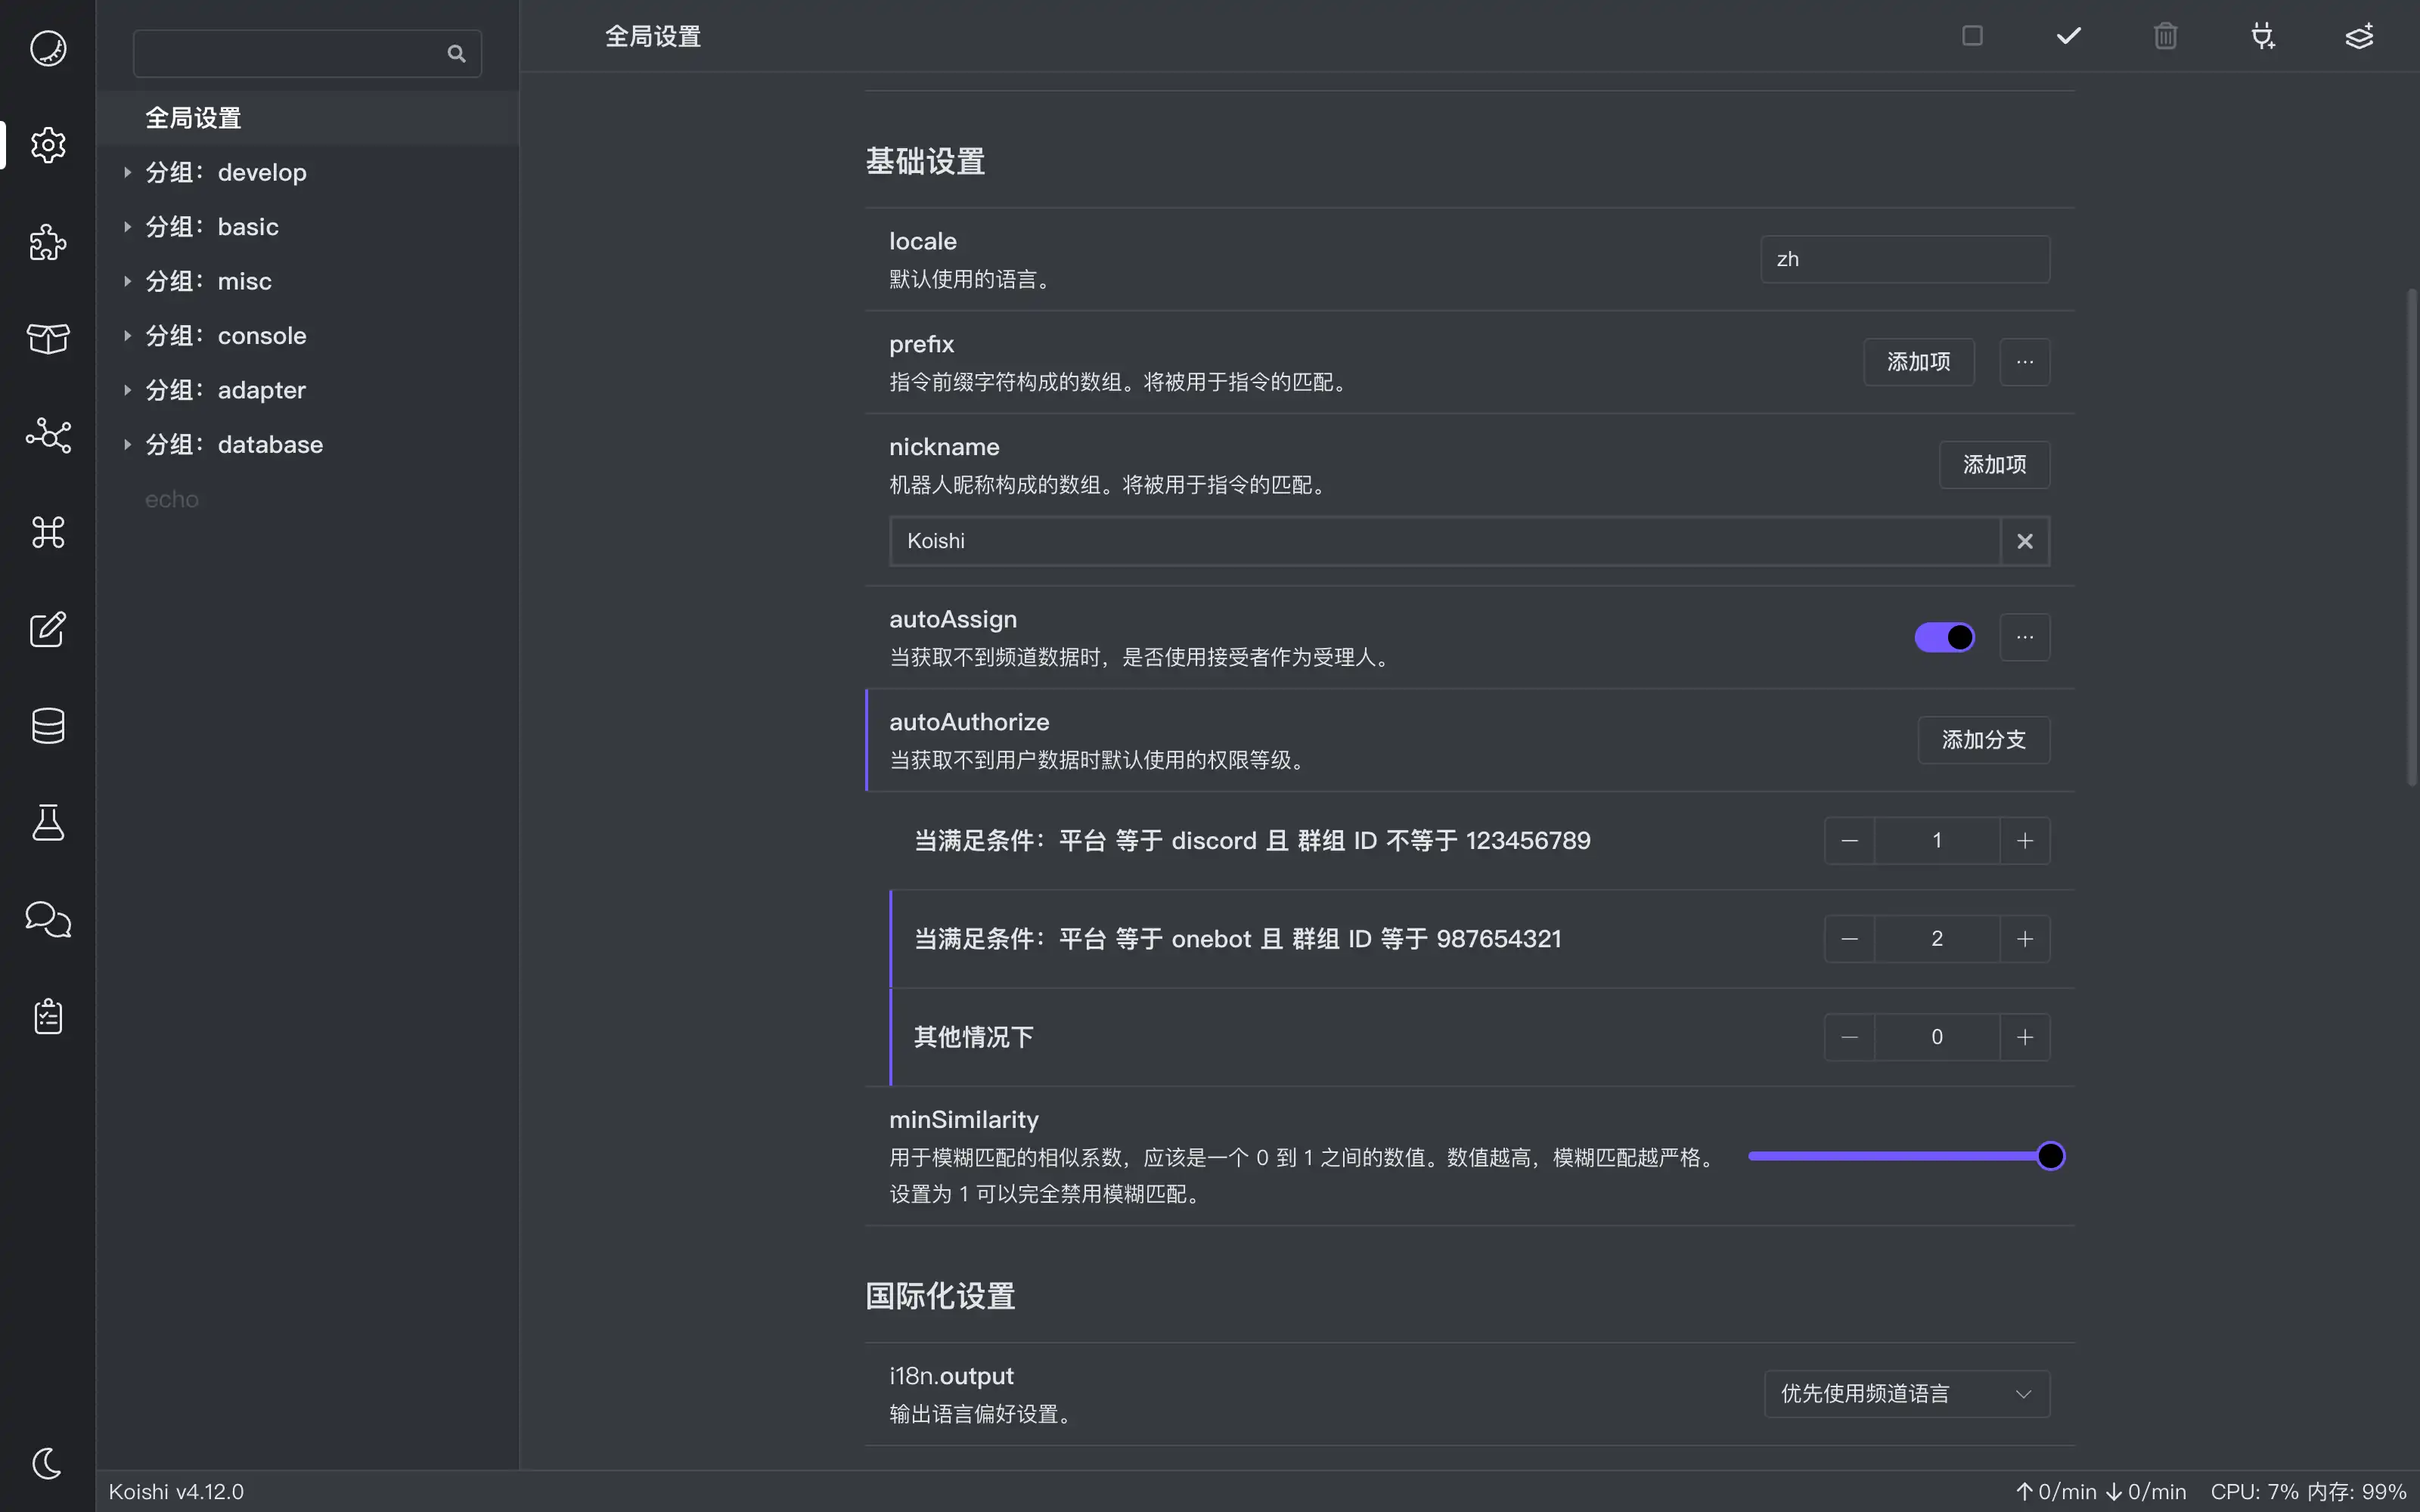 全局设置
全局设置
分组：develop
分组：basic
分组：misc
分组：console
分组：adapter
分组：database
echo
基础设置
locale
默认使用的语言。
zh
prefix
指令前缀字符构成的数组。将被用于指令的匹配。
添加项
nickname
机器人昵称构成的数组。将被用于指令的匹配。
添加项
Koishi
autoAssign
当获取不到频道数据时，是否使用接受者作为受理人。
autoAuthorize
当获取不到用户数据时默认使用的权限等级。
添加分支
当满足条件：平台 等于 discord 且 群组 ID 不等于 123456789
1
当满足条件：平台 等于 onebot 且 群组 ID 等于 987654321
2
其他情况下
0
minSimilarity
用于模糊匹配的相似系数，应该是一个 0 到 1 之间的数值。数值越高，模糊匹配越严格。
设置为 1 可以完全禁用模糊匹配。
国际化设置
i18n.output
输出语言偏好设置。
优先使用频道语言
Koishi v4.12.0
↑ 0/min ↓ 0/min CPU: 7% 内存: 99%